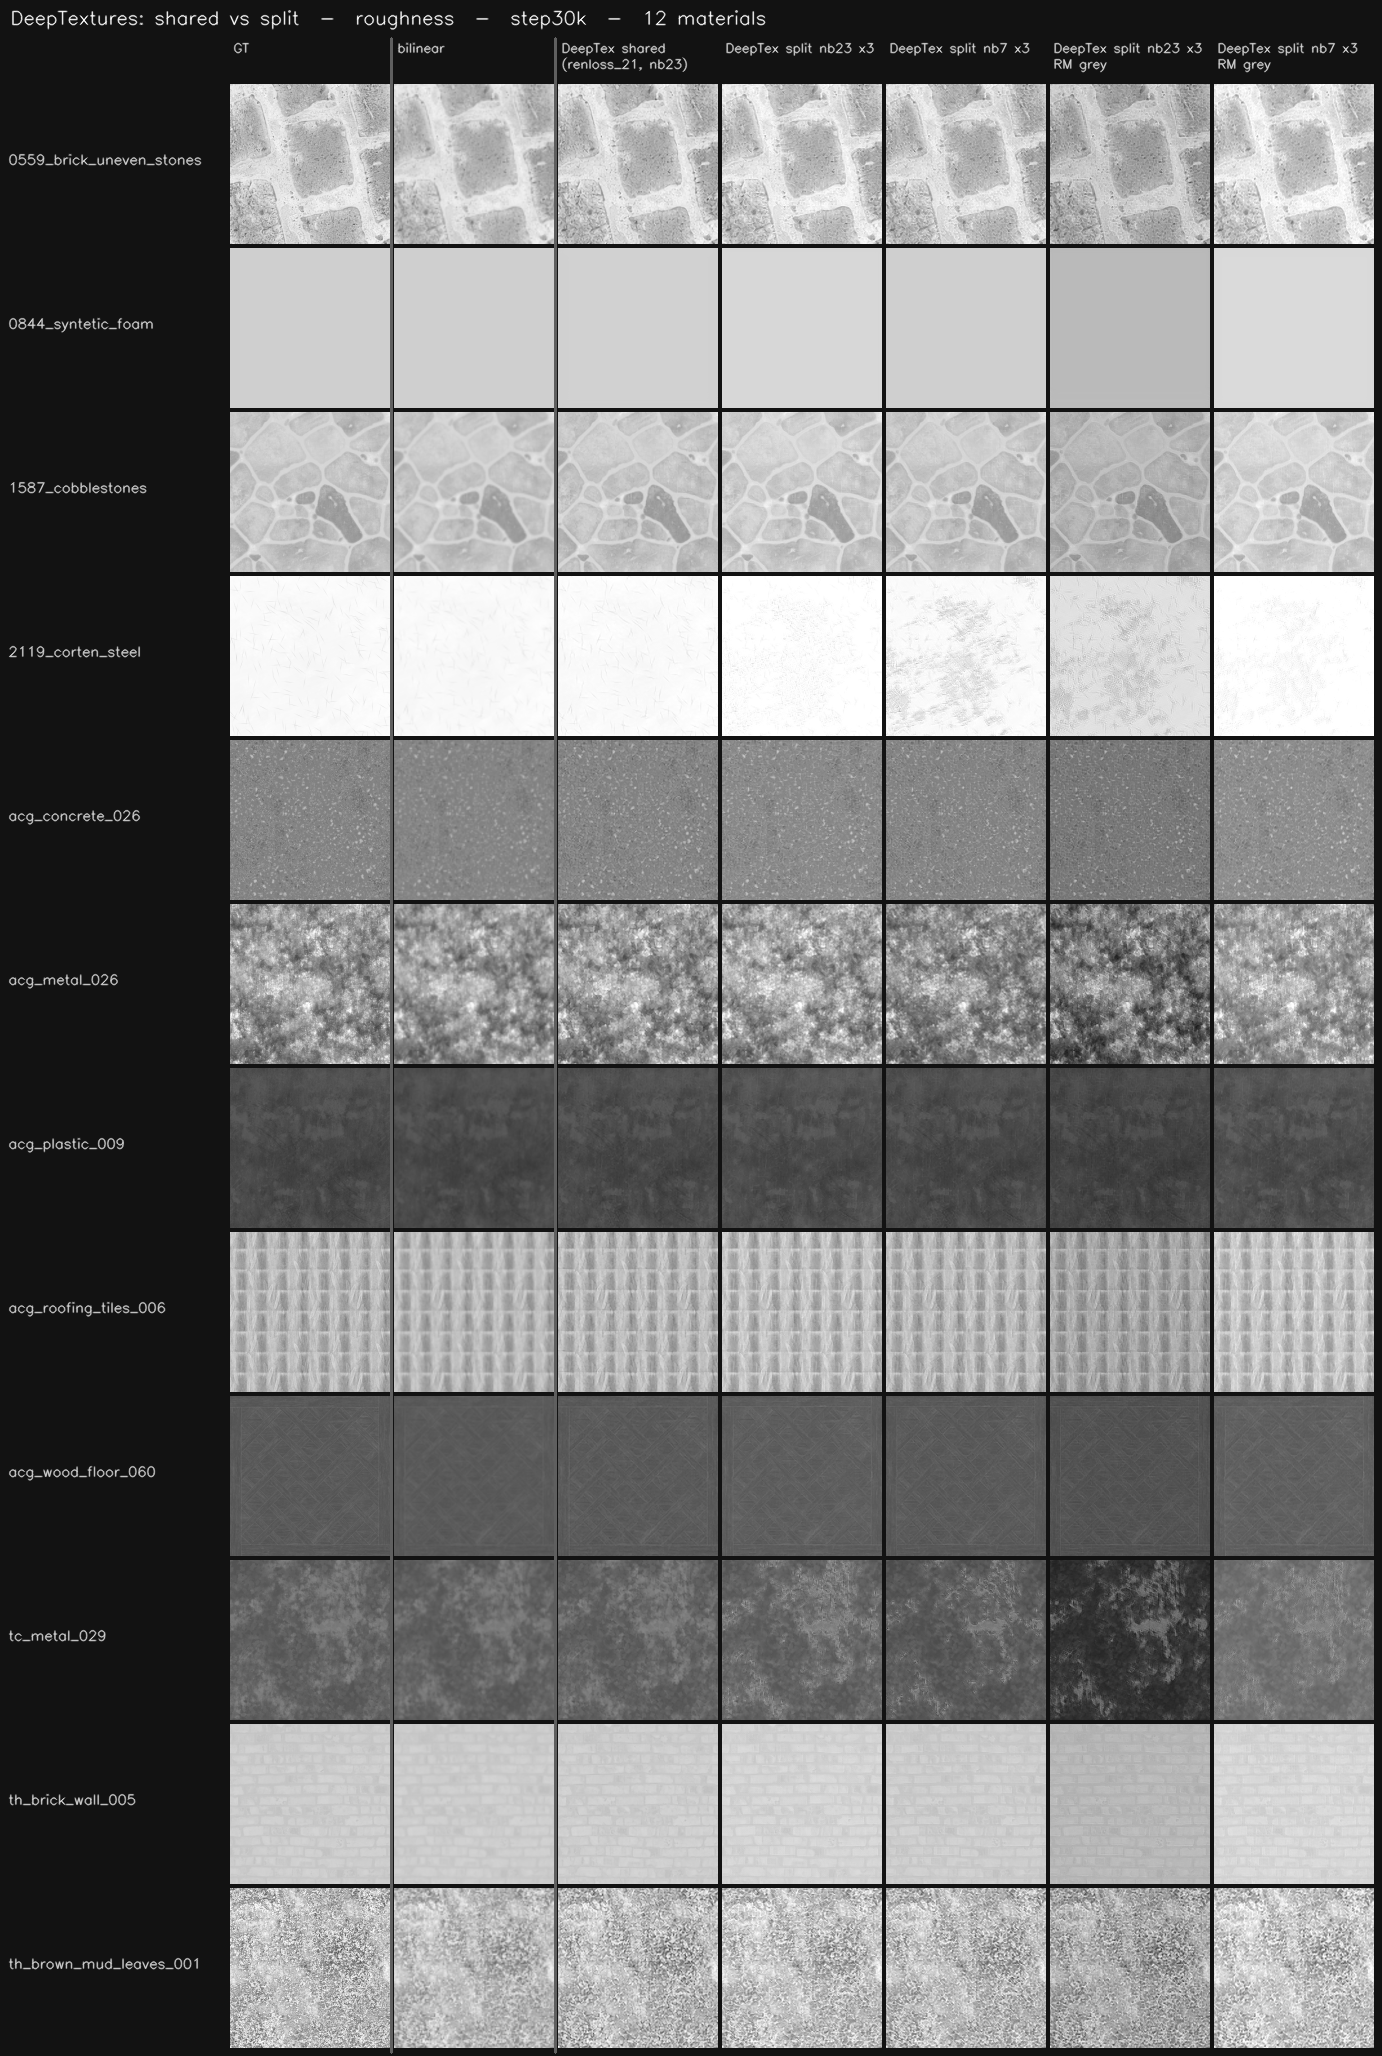 DeepTextures: shared vs split — roughness — step30k — 12 materials
GT
bilinear
DeepTex shared
(renloss_21, nb23)
DeepTex split nb23 x3
DeepTex split nb7 x3
DeepTex split nb23 x3
RM grey
DeepTex split nb7 x3
RM grey
0559_brick_uneven_stones
0844_syntetic_foam
1587_cobblestones
2119_corten_steel
acg_concrete_026
acg_metal_026
acg_plastic_009
acg_roofing_tiles_006
acg_wood_floor_060
tc_metal_029
th_brick_wall_005
th_brown_mud_leaves_001